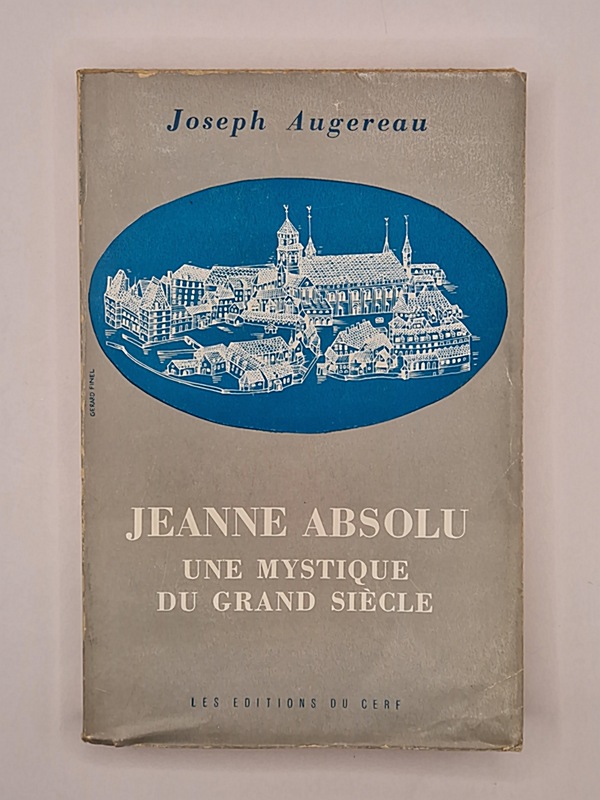 Joseph Augereau
GERARD FINEL
JEANNE ABSOLU
UNE MYSTIQUE
DU GRAND SIÈCLE
LES EDITIONS DU CERF